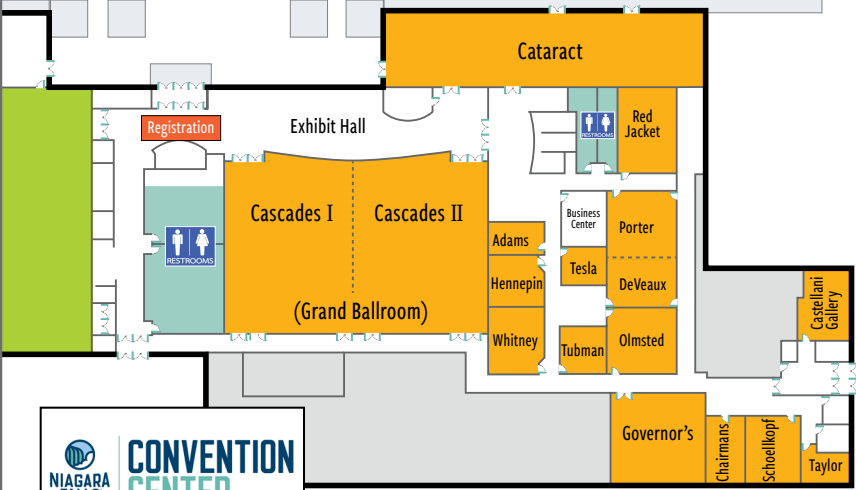 Cataract
Registration
Exhibit Hall
RESTROOMS
Red
Jacket
Cascades I
Cascades II
(Grand Ballroom)
RESTROOMS
Adams
Hennepin
Whitney
Business
Center
Tesla
Tubman
Porter
DeVeaux
Olmsted
Castellani
Gallery
Governor's
Chairmans
Schoellkopf
Taylor
NIAGARA
CONVENTION
CENTER